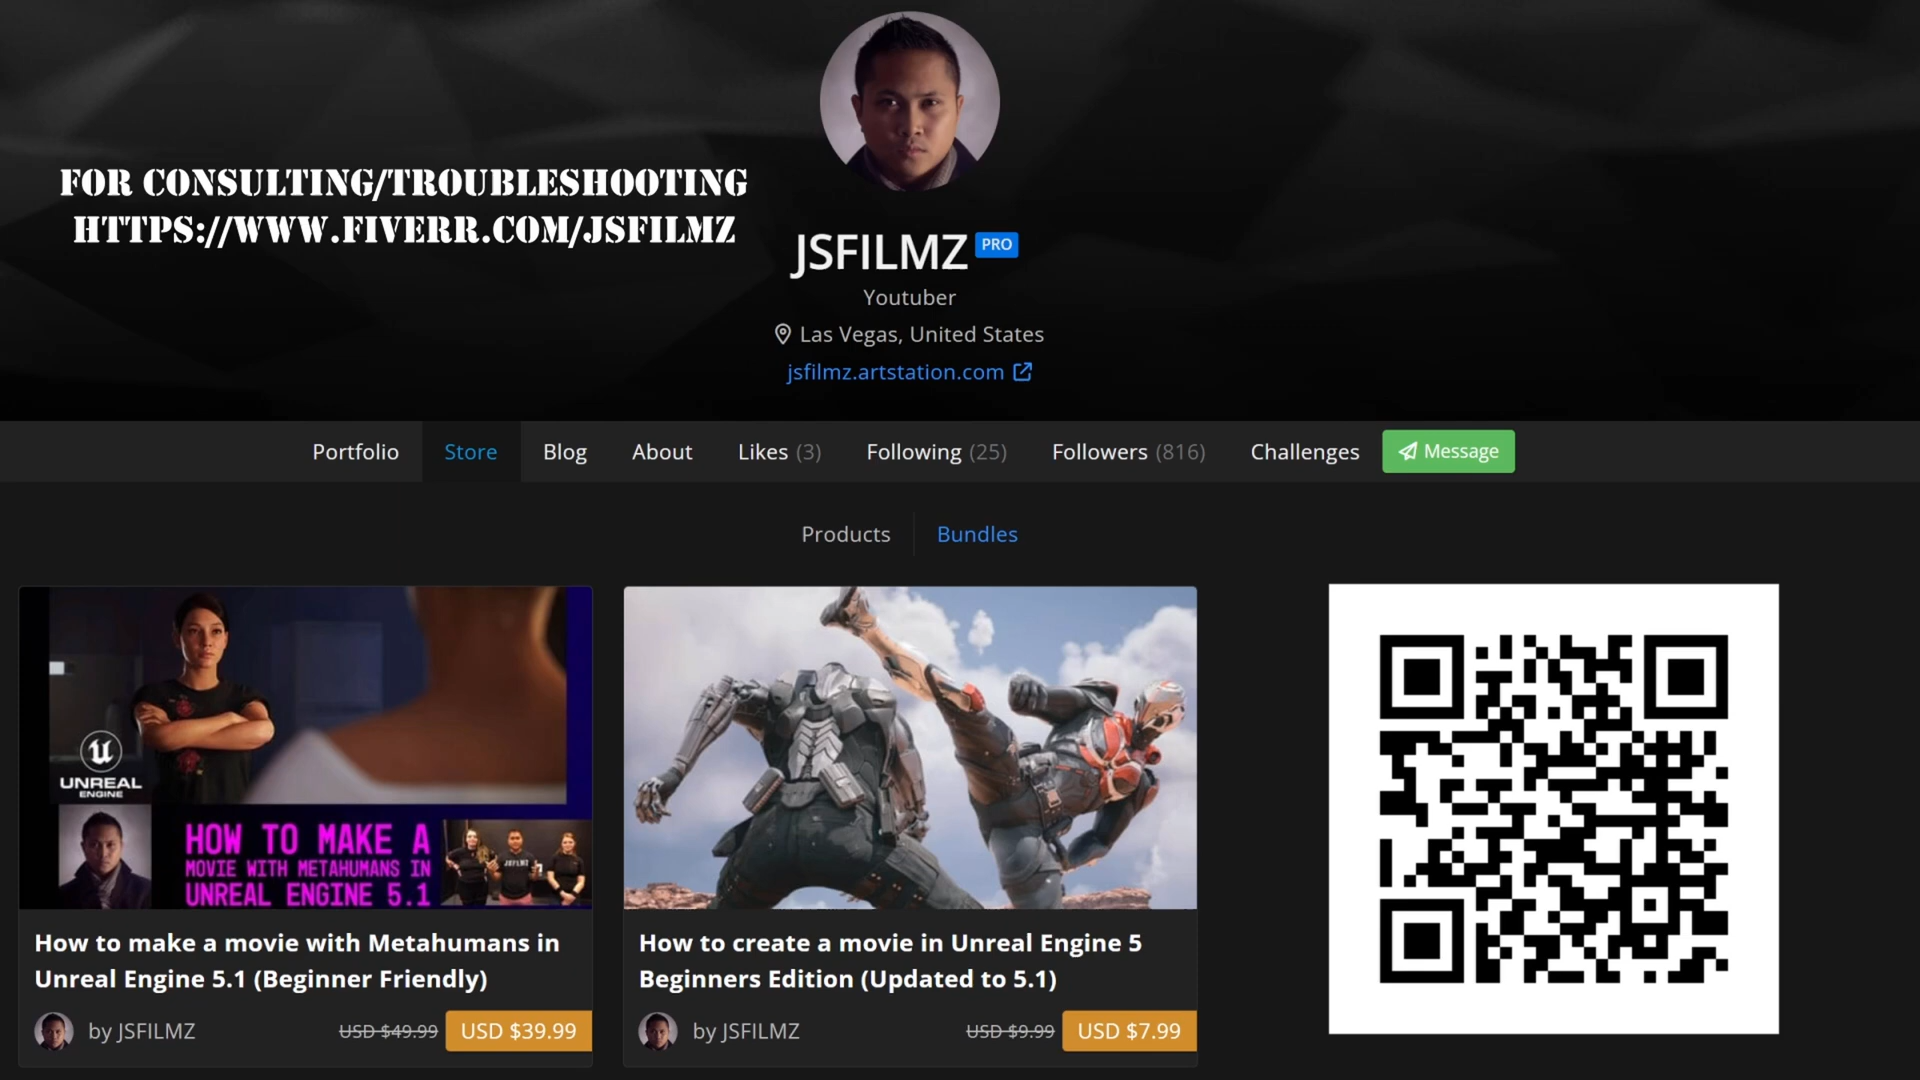 FOR CONSULTING/TROUBLESHOOTING
HTTPS://WWW.FIVERR.COM/JSFILMZ
JSFILMZ PRO
Youtuber
Las Vegas, United States
jsfilmz.artstation.com
Portfolio Store Blog About Likes (3) Following (25) Followers (816) Challenges Message
Products Bundles
UNREAL
ENGINE
HOW TO MAKE A
MOVIE WITH METAHUMANS IN
UNREAL ENGINE 5.1
JSFLMZ
How to make a movie with Metahumans in
Unreal Engine 5.1 (Beginner Friendly)
by JSFILMZ USD $49.99 USD $39.99
How to create a movie in Unreal Engine 5
Beginners Edition (Updated to 5.1)
by JSFILMZ USD $9.99 USD $7.99